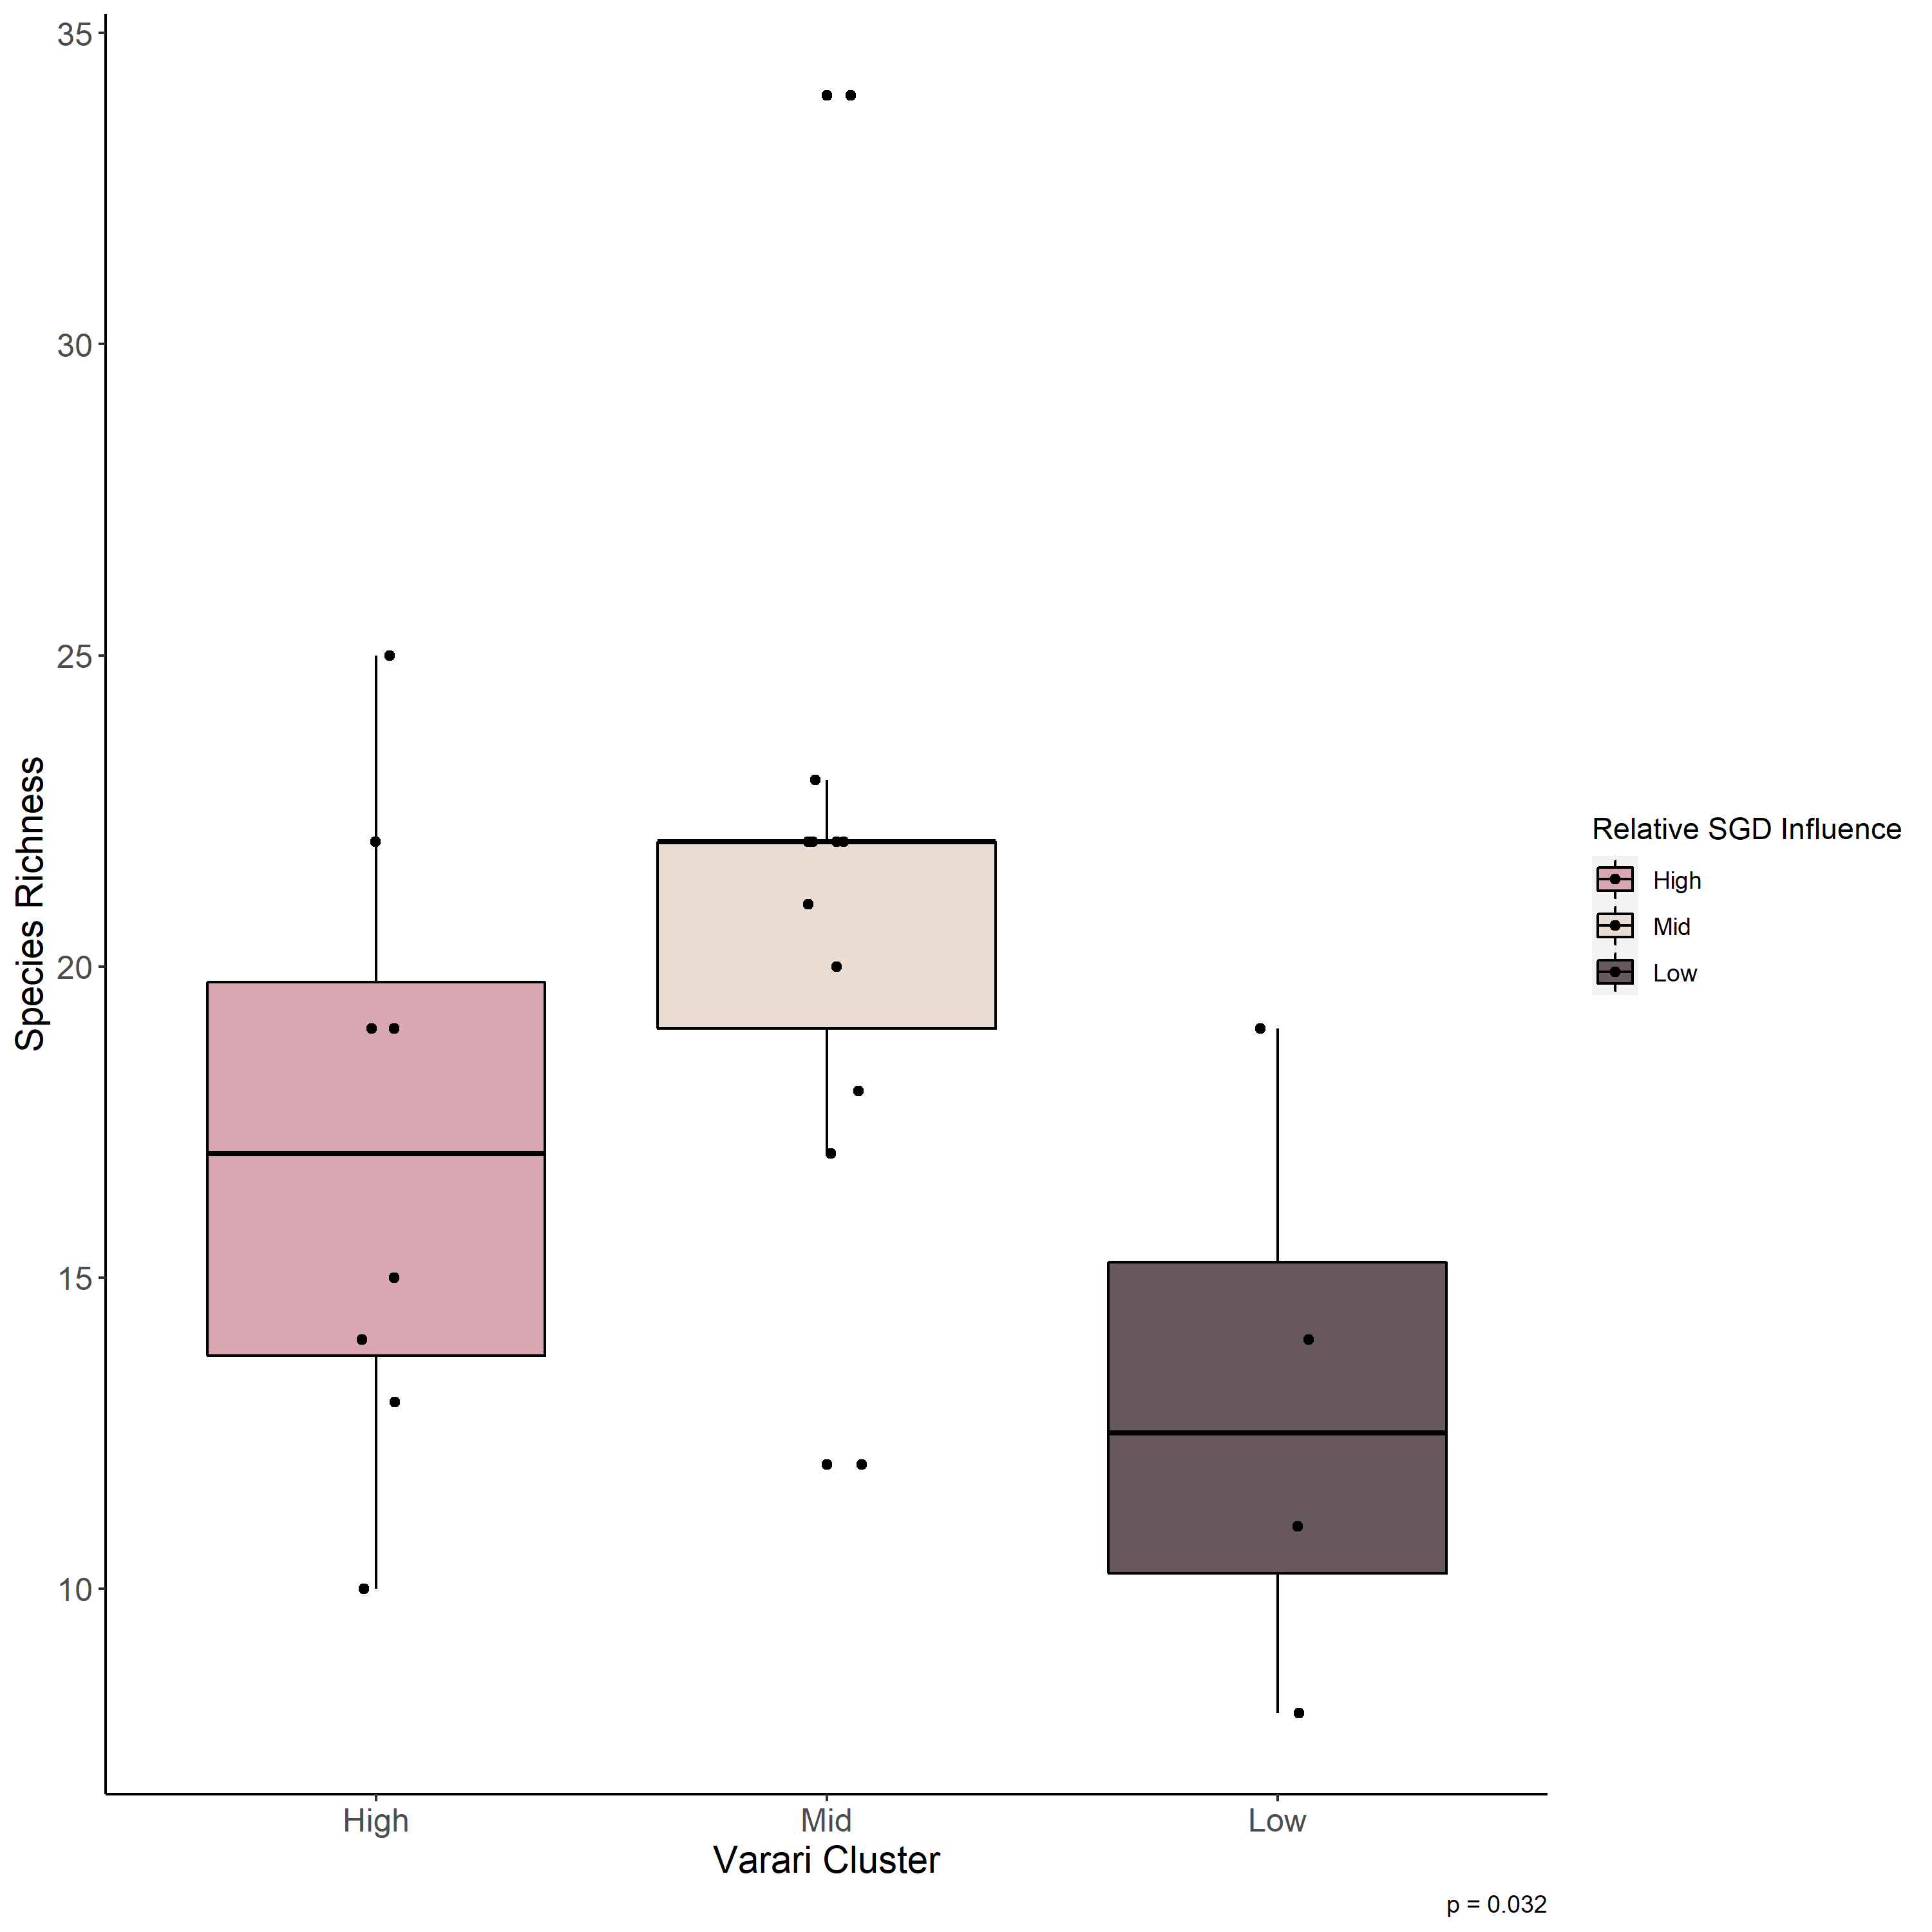 35
30
25
20
15
10
Species Richness
High
Mid
Low
Varari Cluster
p = 0.032
Relative SGD Influence
High
Mid
Low